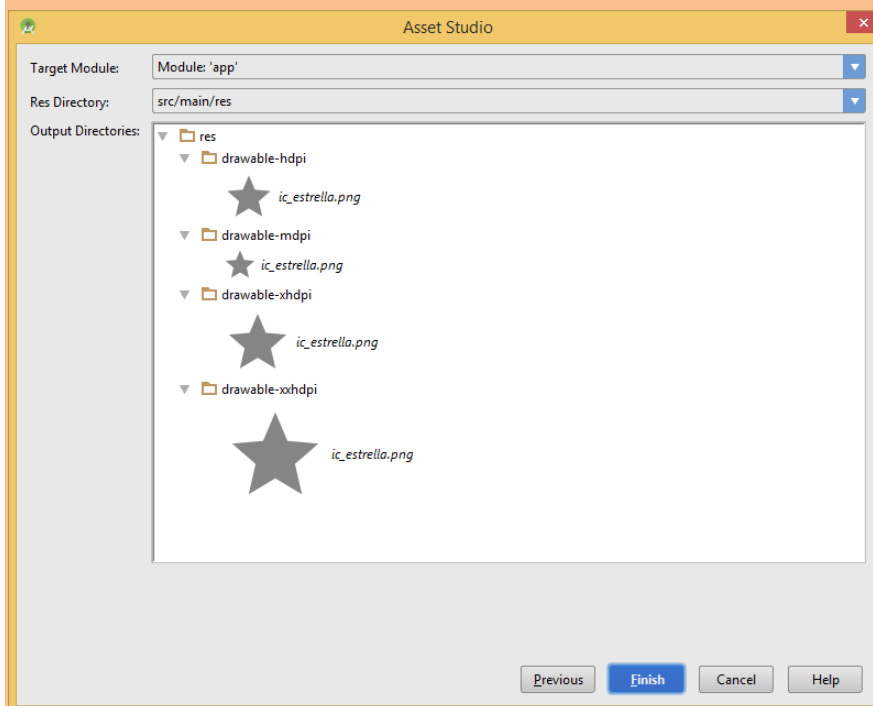 Asset Studio
Target Module: Module: 'app'
Res Directory: src/main/res
Output Directories: res
drawable-hdpi
ic_estrella.png
drawable-mdpi
ic_estrella.png
drawable-xhdpi
ic_estrella.png
drawable-xxhdpi
ic_estrella.png
Previous Finish Cancel Help